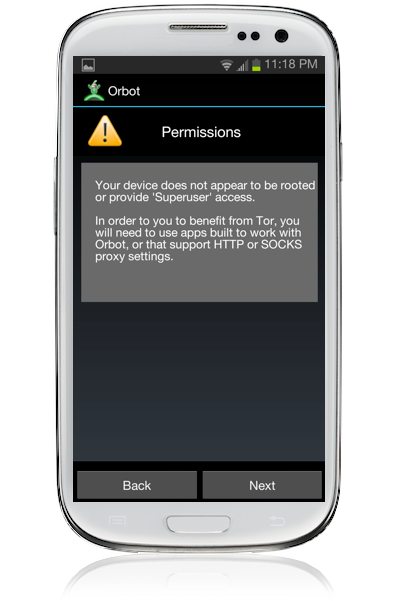 11:18 PM
Orbot
Permissions
Your device does not appear to be rooted
or provide 'Superuser' access.
In order to you to benefit from Tor, you
will need to use apps built to work with
Orbot, or that support HTTP or SOCKS
proxy settings.
Back
Next